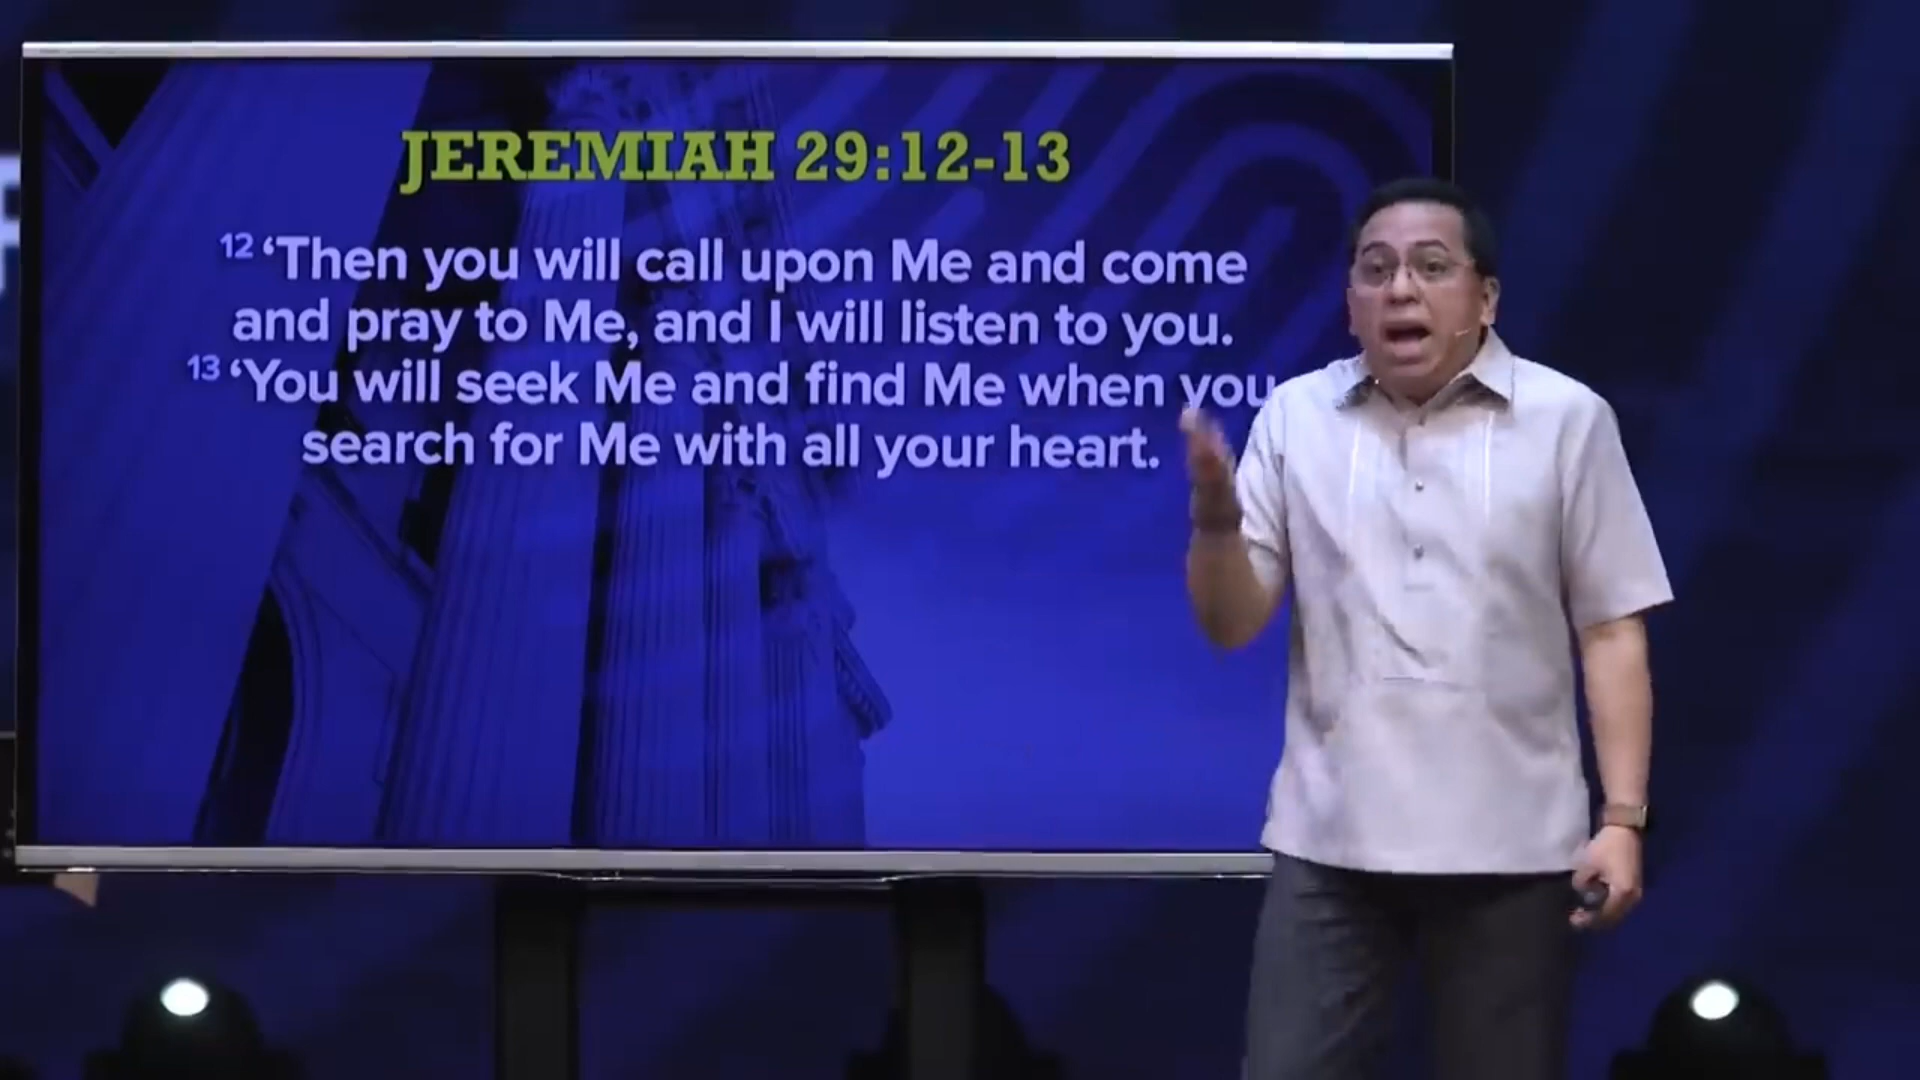 JEREMIAH 29:12-13
12 ‘Then you will call upon Me and come
and pray to Me, and I will listen to you.
13 ‘You will seek Me and find Me when you
search for Me with all your heart.